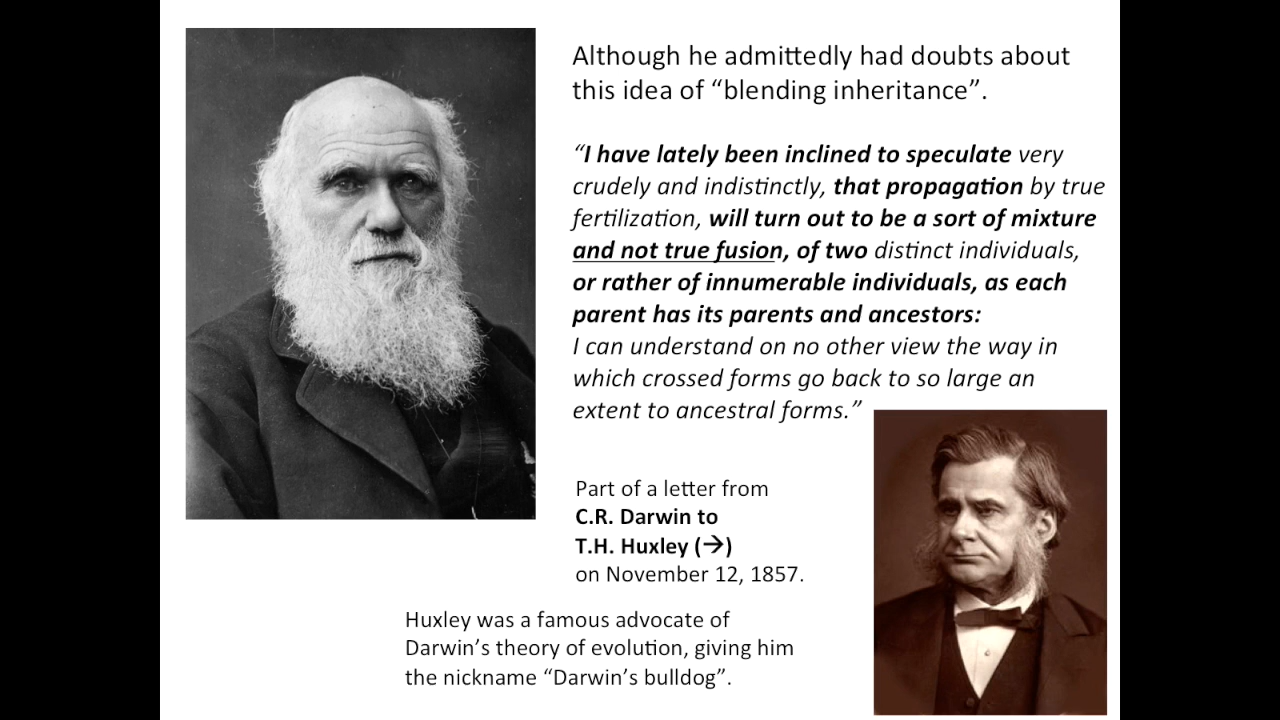 Although he admittedly had doubts about
this idea of “blending inheritance”.
“I have lately been inclined to speculate very
crudely and indistinctly, that propagation by true
fertilization, will turn out to be a sort of mixture
and not true fusion, of two distinct individuals,
or rather of innumerable individuals, as each
parent has its parents and ancestors:
I can understand on no other view the way in
which crossed forms go back to so large an
extent to ancestral forms.”
Part of a letter from
C.R. Darwin to
T.H. Huxley (→)
on November 12, 1857.
Huxley was a famous advocate of
Darwin’s theory of evolution, giving him
the nickname “Darwin’s bulldog”.